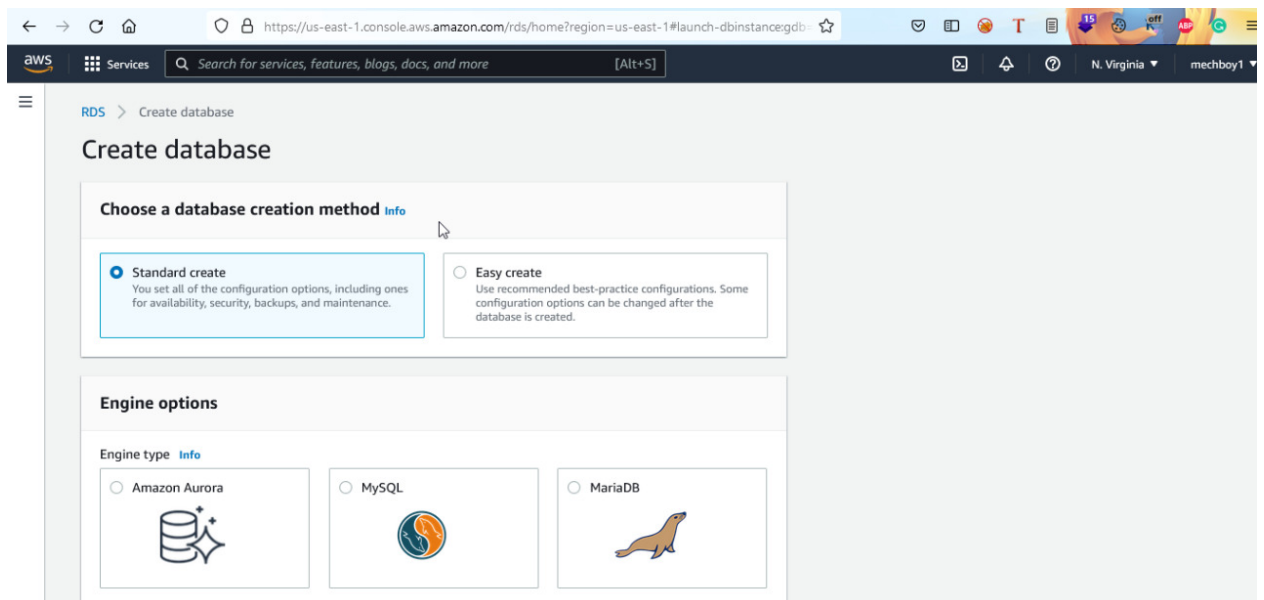 https://us-east-1.console.aws.amazon.com/rds/home?region=us-east-1#launch-dbinstance:gdb=
T 15 off ABP G
aws Services Search for services, features, blogs, docs, and more [Alt+S] N. Virginia ▼ mechboy1 ▼
RDS > Create database
Create database
Choose a database creation method Info
Standard create
You set all of the configuration options, including ones
for availability, security, backups, and maintenance.
Easy create
Use recommended best-practice configurations. Some
configuration options can be changed after the
database is created.
Engine options
Engine type Info
Amazon Aurora
MySQL
MariaDB